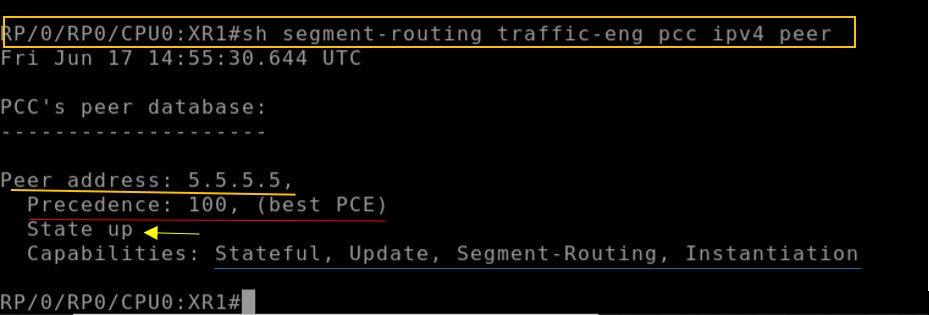 RP/0/RP0/CPU0:XR1#sh segment-routing traffic-eng pcc ipv4 peer
Fri Jun 17 14:55:30.644 UTC
PCC's peer database:
--------------------
Peer address: 5.5.5.5,
Precedence: 100, (best PCE)
State up
Capabilities: Stateful, Update, Segment-Routing, Instantiation
RP/0/RP0/CPU0:XR1#